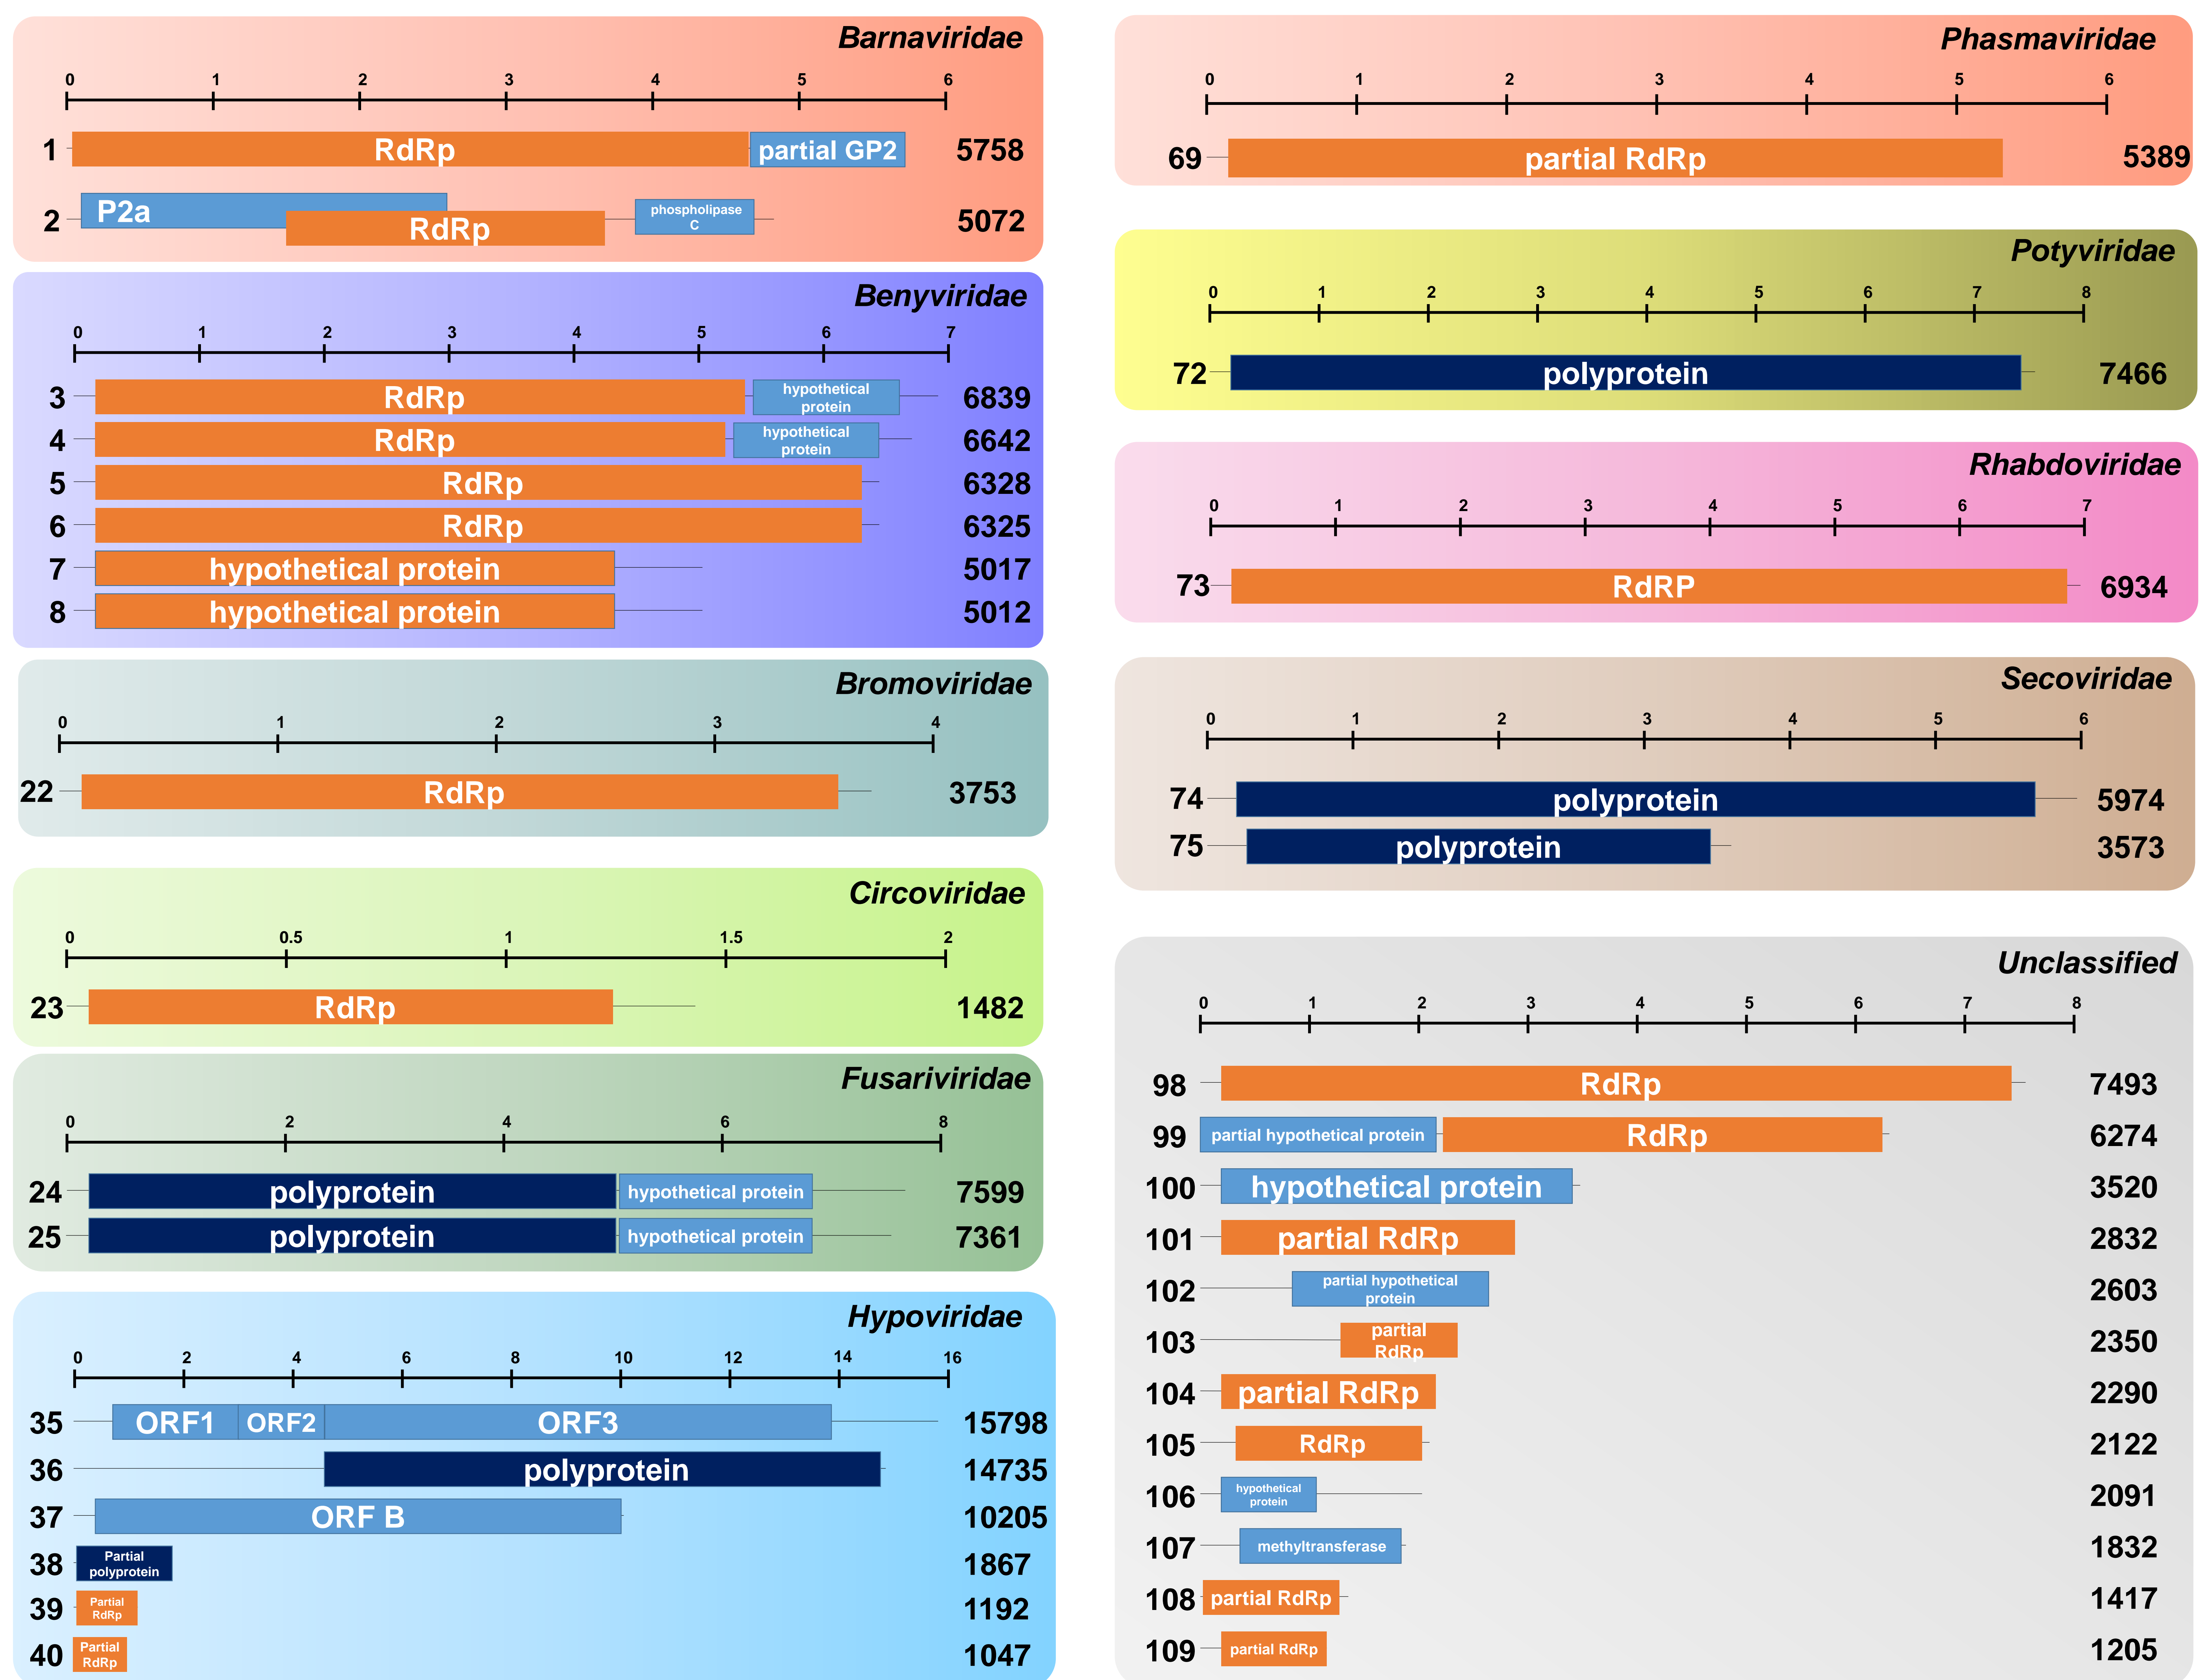 Barnaviridae
0 1 2 3 4 5 6
1 RdRp partial GP2 5758
2 P2a RdRp phospholipase
C 5072
Benyviridae
0 1 2 3 4 5 6 7
3 RdRp hypothetical
protein 6839
4 RdRp hypothetical
protein 6642
5 RdRp 6328
6 RdRp 6325
7 hypothetical protein 5017
8 hypothetical protein 5012
Bromoviridae
0 1 2 3 4
22 RdRp 3753
Circoviridae
0 0.5 1 1.5 2
23 RdRp 1482
Fusariviridae
0 2 4 6 8
24 polyprotein hypothetical protein 7599
25 polyprotein hypothetical protein 7361
Hypoviridae
0 2 4 6 8 10 12 14 16
35 ORF1 ORF2 ORF3 15798
36 polyprotein 14735
37 ORF B 10205
38 Partial
polyprotein 1867
39 Partial
RdRp 1192
40 Partial
RdRp 1047
Phasmaviridae
0 1 2 3 4 5 6
69 partial RdRp 5389
Potyviridae
0 1 2 3 4 5 6 7 8
72 polyprotein 7466
Rhabdoviridae
0 1 2 3 4 5 6 7
73 RdRP 6934
Secoviridae
0 1 2 3 4 5 6
74 polyprotein 5974
75 polyprotein 3573
Unclassified
0 1 2 3 4 5 6 7 8
98 RdRp 7493
99 partial hypothetical protein RdRp 6274
100 hypothetical protein 3520
101 partial RdRp 2832
102 partial hypothetical
protein 2603
103 partial
RdRp 2350
104 partial RdRp 2290
105 RdRp 2122
106 hypothetical
protein 2091
107 methyltransferase 1832
108 partial RdRp 1417
109 partial RdRp 1205